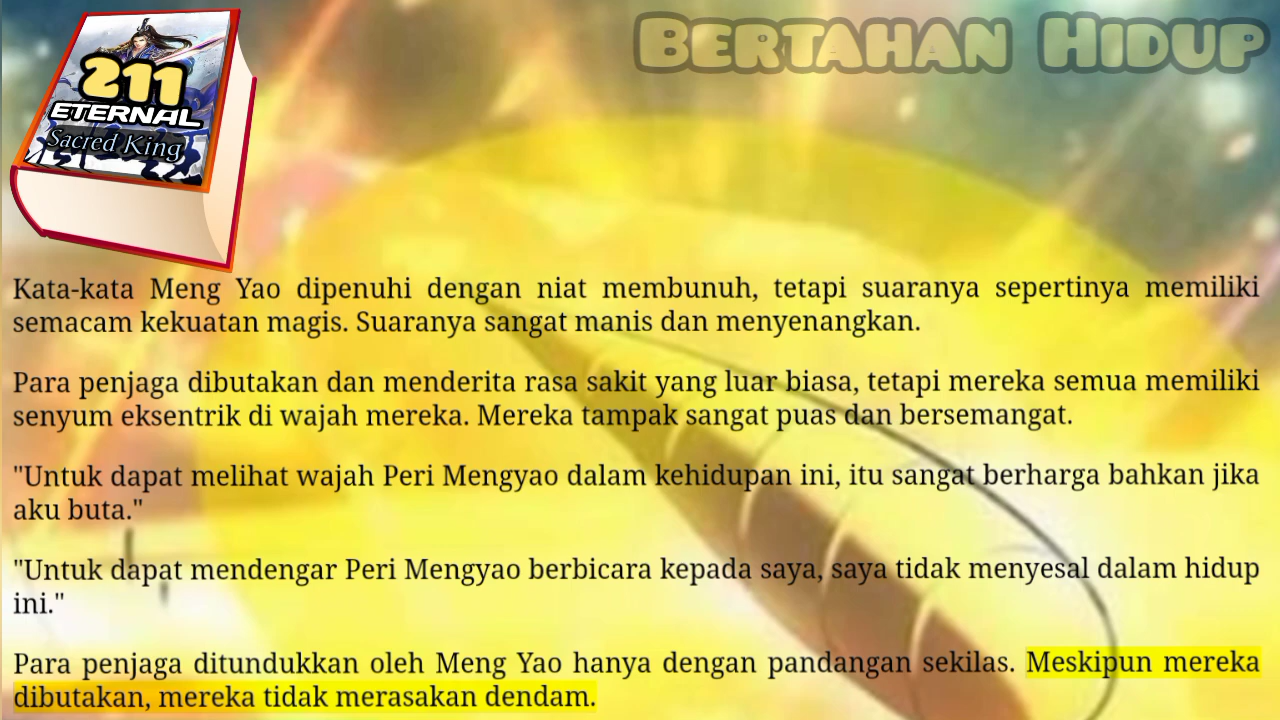 BERTAHAN HIDUP
211
ETERNAL
Sacred King
Kata-kata Meng Yao dipenuhi dengan niat membunuh, tetapi suaranya sepertinya memiliki
semacam kekuatan magis. Suaranya sangat manis dan menyenangkan.
Para penjaga dibutakan dan menderita rasa sakit yang luar biasa, tetapi mereka semua memiliki
senyum eksentrik di wajah mereka. Mereka tampak sangat puas dan bersemangat.
"Untuk dapat melihat wajah Peri Mengyao dalam kehidupan ini, itu sangat berharga bahkan jika
aku buta."
"Untuk dapat mendengar Peri Mengyao berbicara kepada saya, saya tidak menyesal dalam hidup
ini."
Para penjaga ditundukkan oleh Meng Yao hanya dengan pandangan sekilas. Meskipun mereka
dibutakan, mereka tidak merasakan dendam.